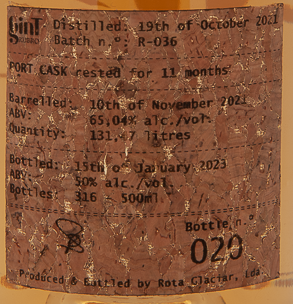 ginT
Distilled: 19th of October 2021
Batch n.º: R-036
PORT CASK rested for 11 months
Barrelled: 10th of November 2021
ABV: 65,04% alc./vol.
Quantity: 131,47 litres
Bottled: 15th of January 2023
ABV: 50% alc./vol.
Bottles: 316 - 500ml
Bottle n.º
020
Produced & Bottled by Rota Glaciar, Lda.